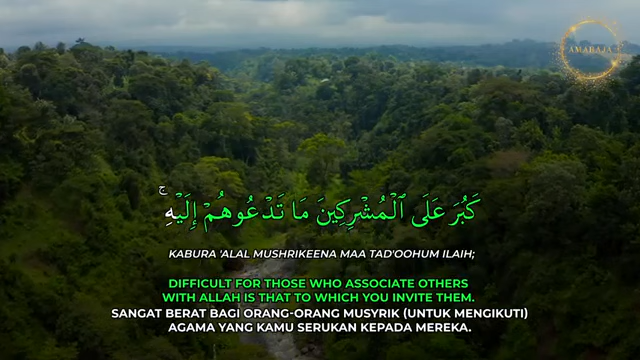 AMARAJA
كَبُرَ عَلَى ٱلْمُشْرِكِينَ مَا تَدْعُوهُمْ إِلَيْهِ ۚ
KABURA 'ALAL MUSHRIKEENA MAA TAD'OOHUM ILAIH;
DIFFICULT FOR THOSE WHO ASSOCIATE OTHERS
WITH ALLAH IS THAT TO WHICH YOU INVITE THEM.
SANGAT BERAT BAGI ORANG-ORANG MUSYRIK (UNTUK MENGIKUTI)
AGAMA YANG KAMU SERUKAN KEPADA MEREKA.